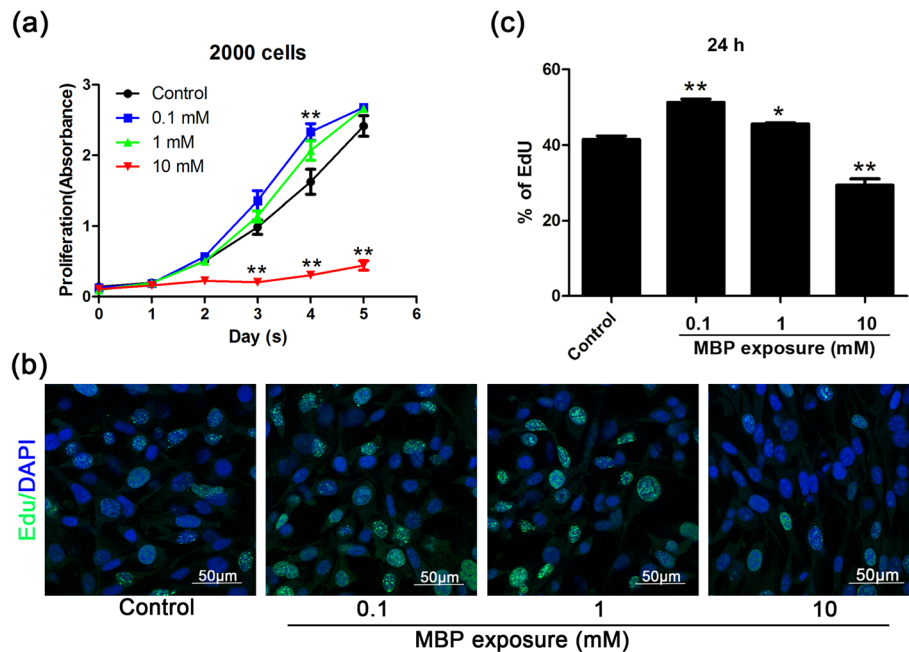 (a)
2000 cells
Proliferation(Absorbance)
3
2
1
0
Control
0.1 mM
1 mM
10 mM
**
** ** **
0 1 2 3 4 5 6
Day (s)
(c)
24 h
% of EdU
60
40
20
0
** * **
Control 0.1 1 10
MBP exposure (mM)
(b)
Edu/DAPI
50μm 50μm 50μm 50μm
Control 0.1 1 10
MBP exposure (mM)